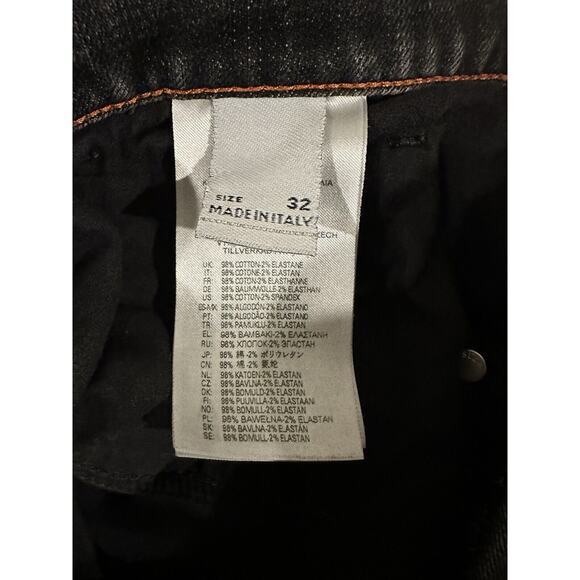 SIZE 32
MADE IN ITALY
TILLVERKAD
UK: 98% COTTON-2% ELASTANE
IT: 98% COTONE-2% ELASTAN
FR: 98% COTON-2% ELASTHANNE
DE: 98% BAUMWOLLE-2% ELASTHAN
US: 98% COTTON-2% SPANDEX
ES-MX: 98% ALGODÓN-2% ELASTANO
PT: 98% ALGODÃO-2% ELASTANO
TR: 98% PAMUKLU-2% ELASTAN
EL: 98% ΒΑΜΒΑΚΙ-2% ΕΛΑΣΤΑΝΗ
RU: 98% ХЛОПОК-2% ЭЛАСТАН
JP: 98% 綿 -2% ポリウレタン
CN: 98% 棉 -2% 氨纶
NL: 98% KATOEN-2% ELASTAN
CZ: 98% BAVLNA-2% ELASTAN
DK: 98% BOMULD-2% ELASTAN
FI: 98% PUUVILLA-2% ELASTAANI
NO: 98% BOMULL-2% ELASTAN
PL: 98% BAWEŁNA-2% ELASTAN
SK: 98% BAVLNA-2% ELASTAN
SE: 98% BOMULL-2% ELASTAN